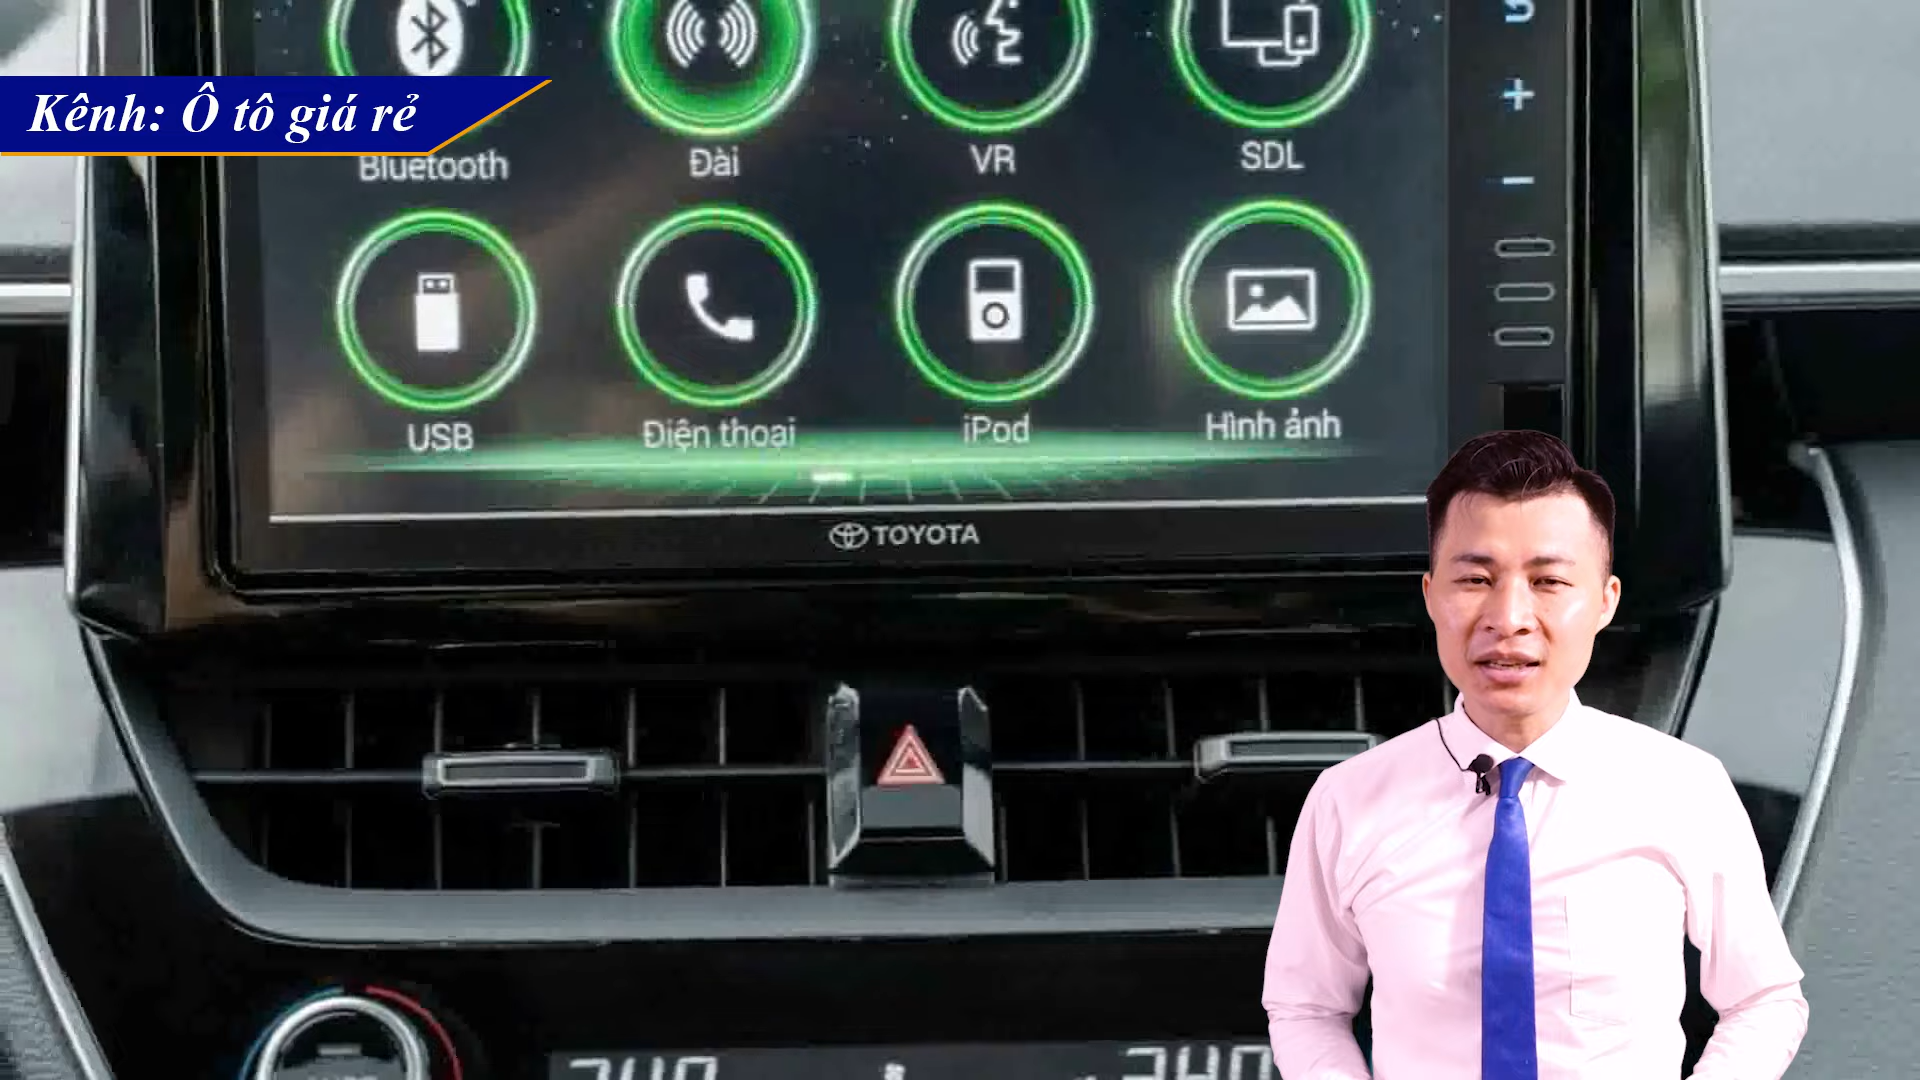 Kênh: Ô tô giá rẻ
Bluetooth
Đài
VR
SDL
USB
Điện thoại
iPod
Hình ảnh
TOYOTA